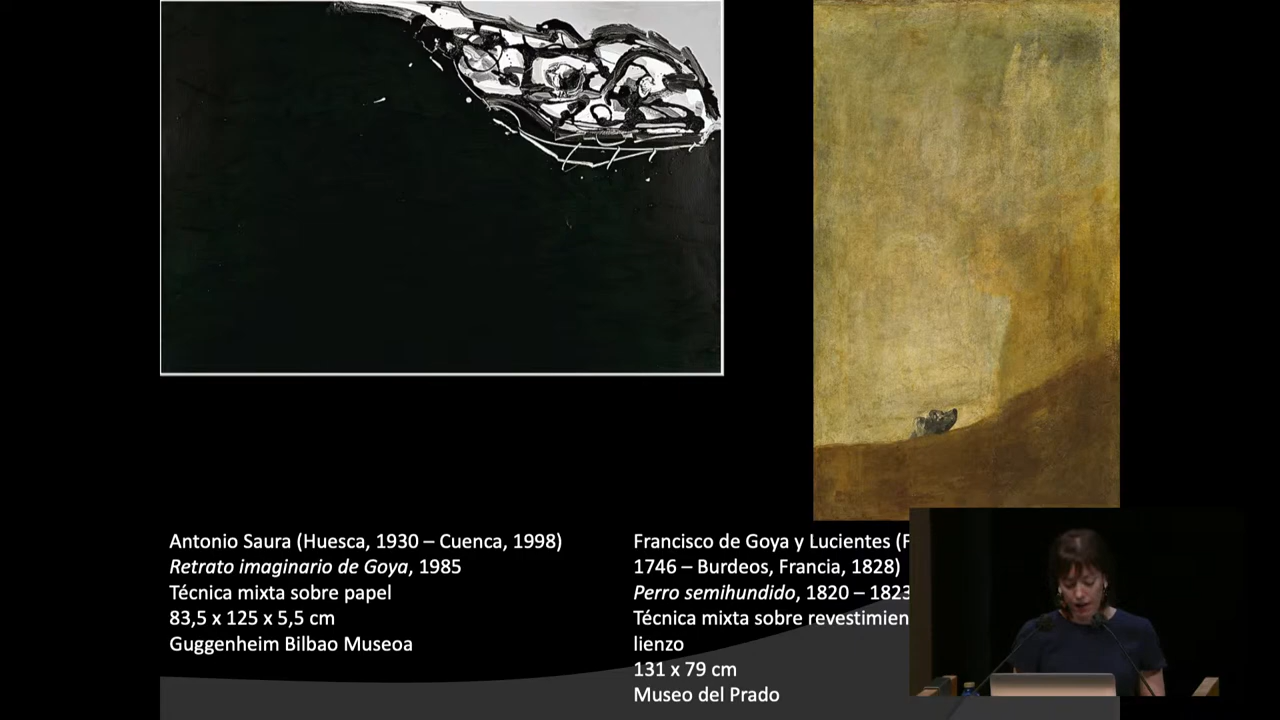 Antonio Saura (Huesca, 1930 – Cuenca, 1998)
Retrato imaginario de Goya, 1985
Técnica mixta sobre papel
83,5 x 125 x 5,5 cm
Guggenheim Bilbao Museoa
Francisco de Goya y Lucientes (F
1746 – Burdeos, Francia, 1828)
Perro semihundido, 1820 – 1823
Técnica mixta sobre revestimien
lienzo
131 x 79 cm
Museo del Prado